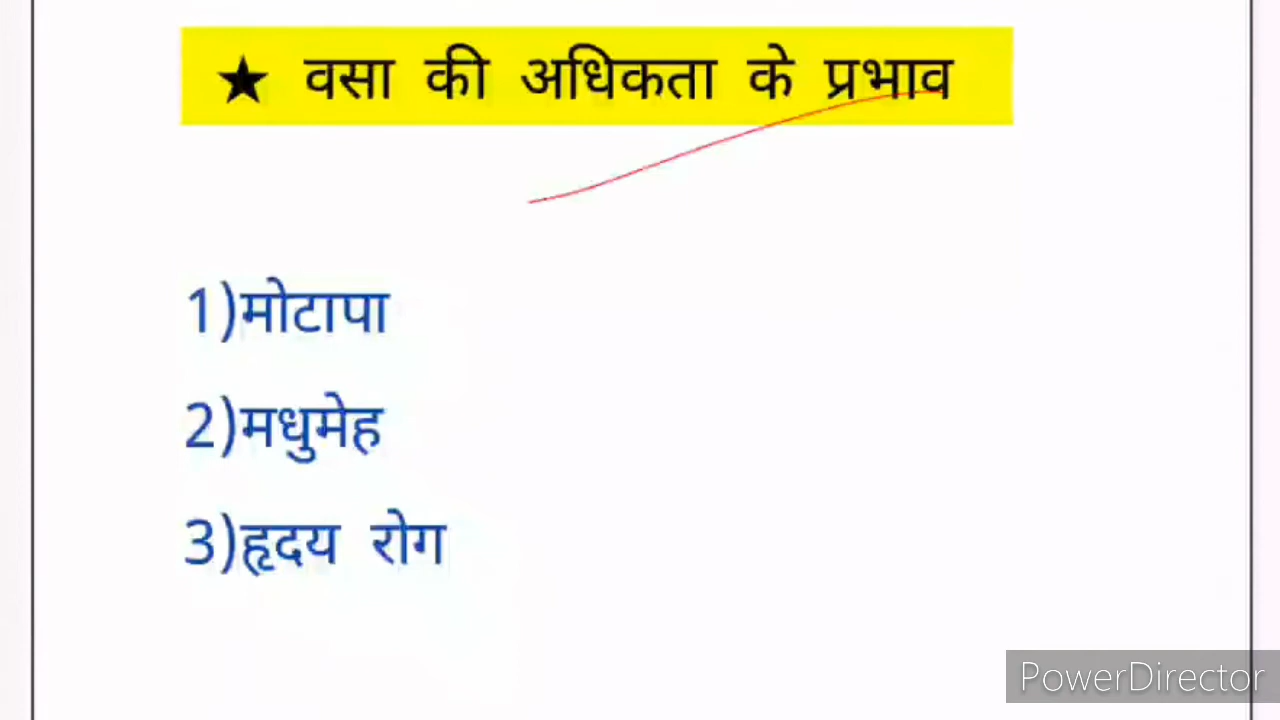 ★ वसा की अधिकता के प्रभाव
1)मोटापा
2)मधुमेह
3)हृदय रोग
PowerDirector